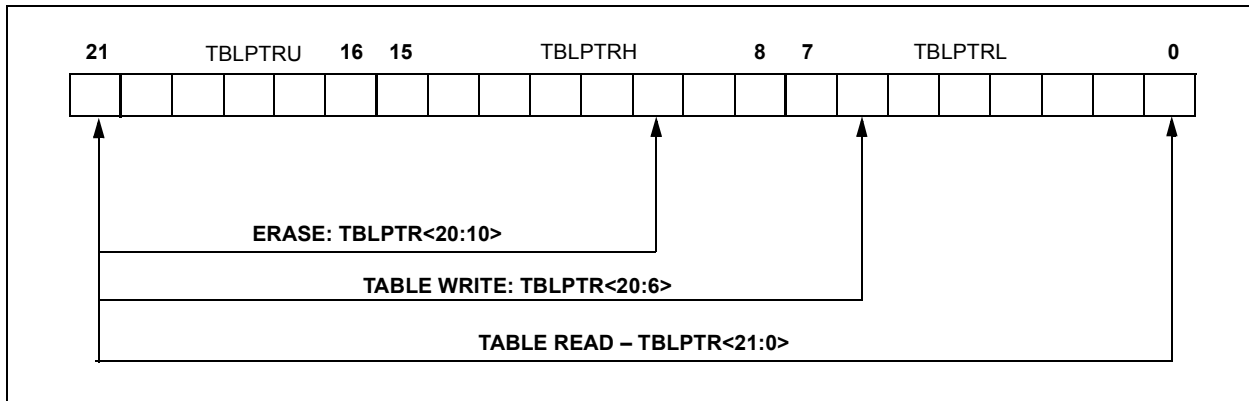 21 TBLPTRU 16 15 TBLPTRH 8 7 TBLPTRL 0
ERASE: TBLPTR<20:10>
TABLE WRITE: TBLPTR<20:6>
TABLE READ – TBLPTR<21:0>